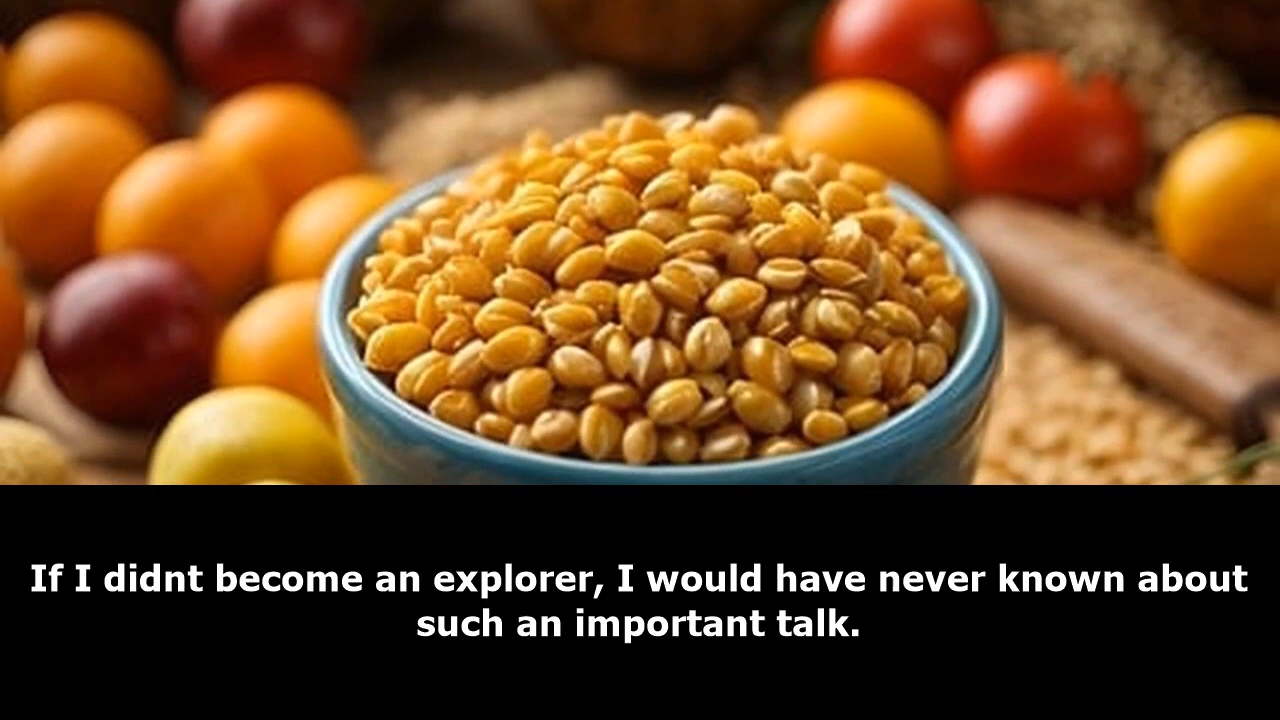 If I didnt become an explorer, I would have never known about
such an important talk.